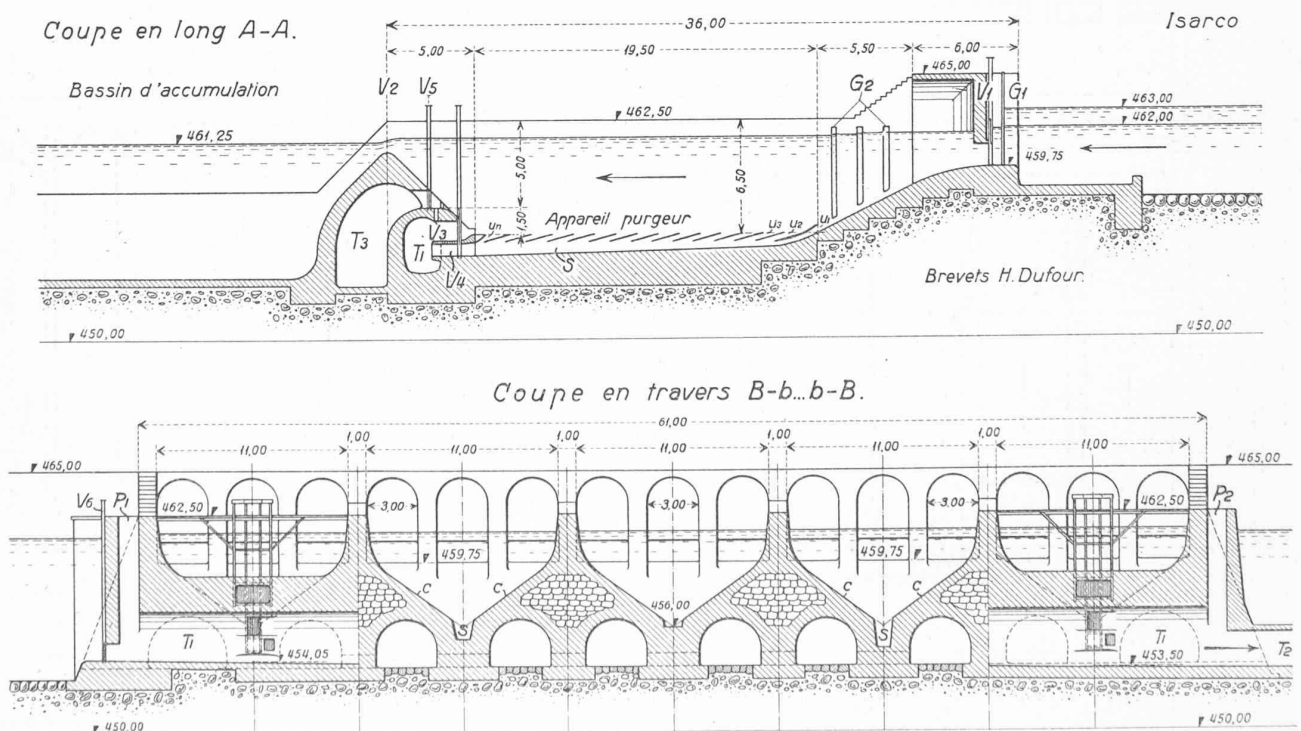 Coupe en long A-A.
36,00
Isarco
5,00
19,50
5,50
6,00
V2
V5
G2
465,00
V1
G1
Bassin d'accumulation
462,50
463,00
461,25
462,00
459,75
5,00
6,50
1,50
Appareil purgeur
yn
y3
y2
y1
T3
V3
T1
V4
S
Brevets H. Dufour.
450,00
450,00
Coupe en travers B-b...b-B.
61,00
1,00
1,00
1,00
1,00
11,00
11,00
11,00
11,00
11,00
465,00
465,00
V6
P1
P2
462,50
3,00
3,00
3,00
462,50
459,75
459,75
C
C
C
C
456,00
S
S
T1
T1
454,05
453,50
T2
450,00
450,00